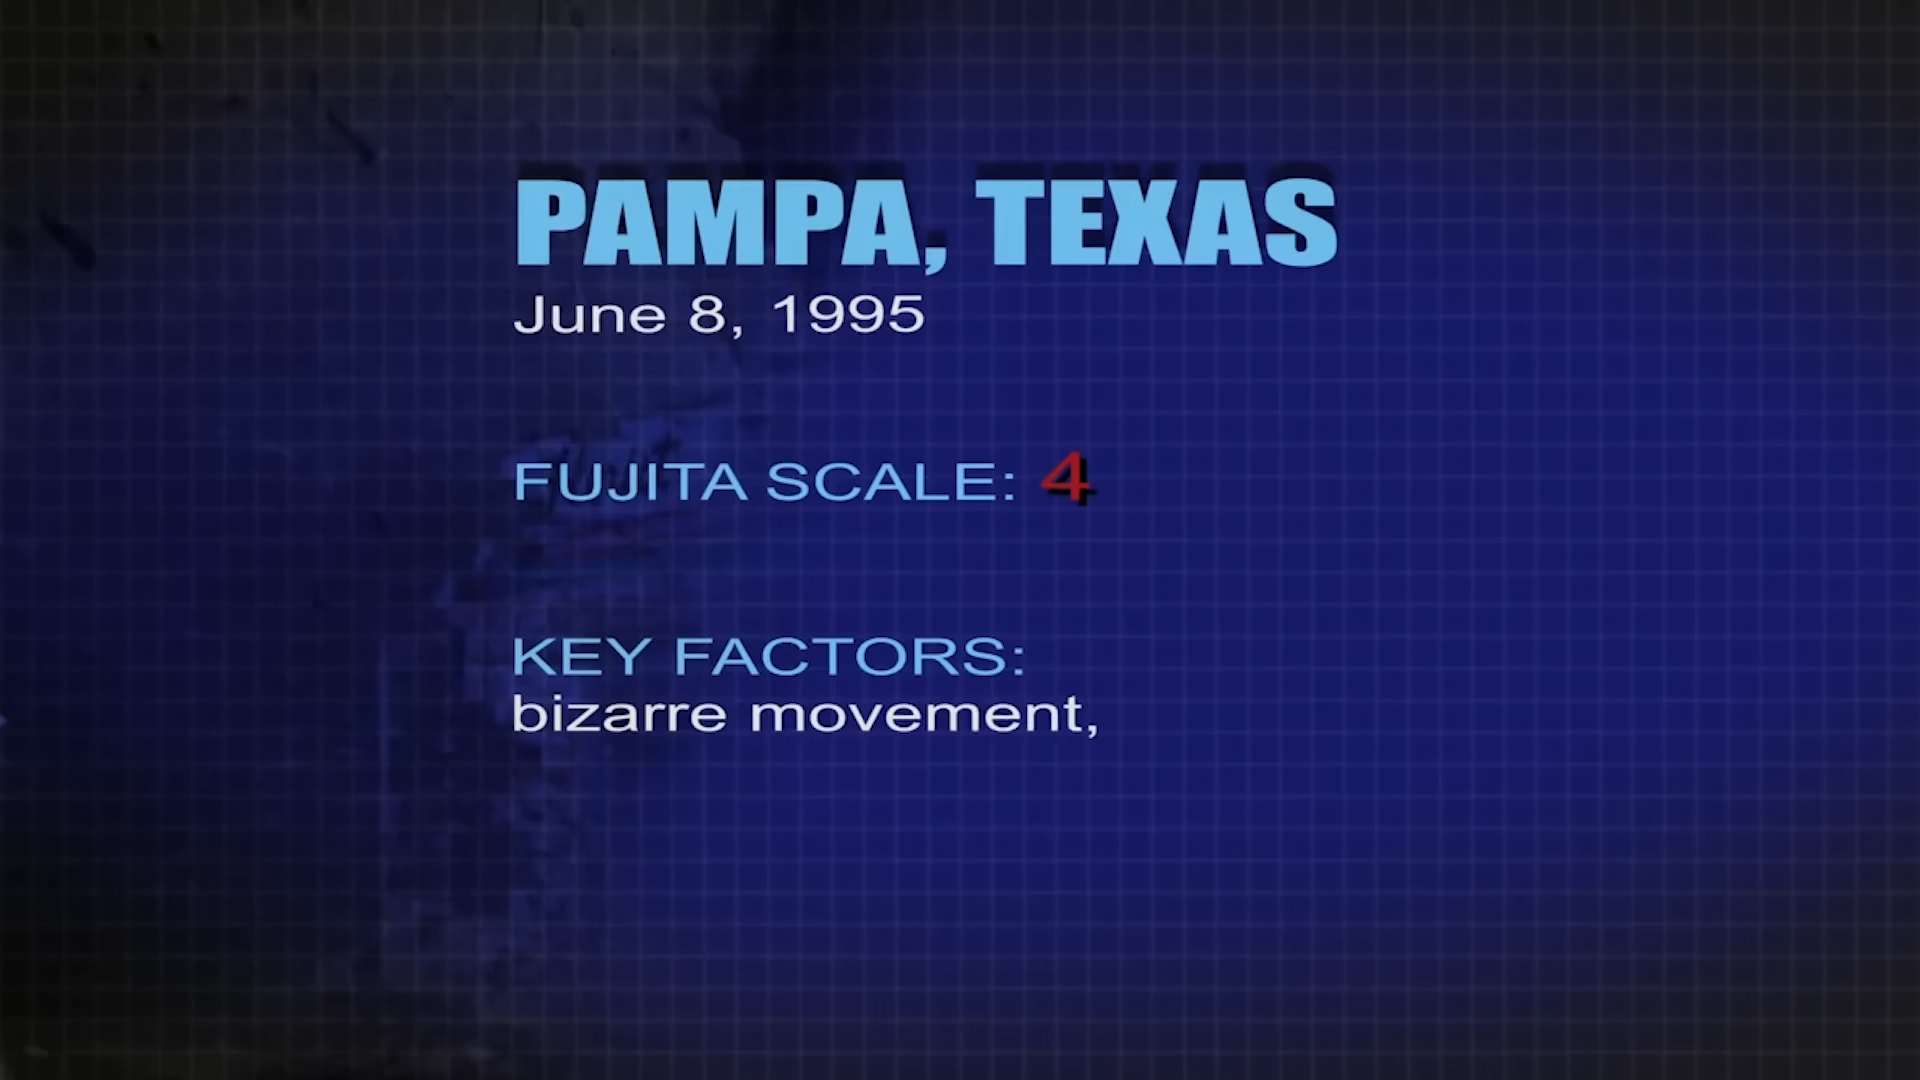 PAMPA, TEXAS
June 8, 1995
FUJITA SCALE: 4
KEY FACTORS:
bizarre movement,